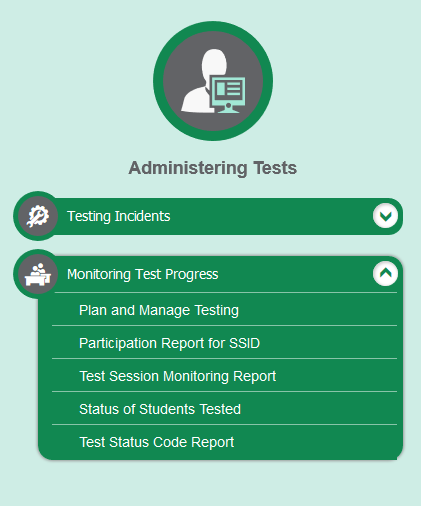 Administering Tests
Testing Incidents
Monitoring Test Progress
Plan and Manage Testing
Participation Report for SSID
Test Session Monitoring Report
Status of Students Tested
Test Status Code Report